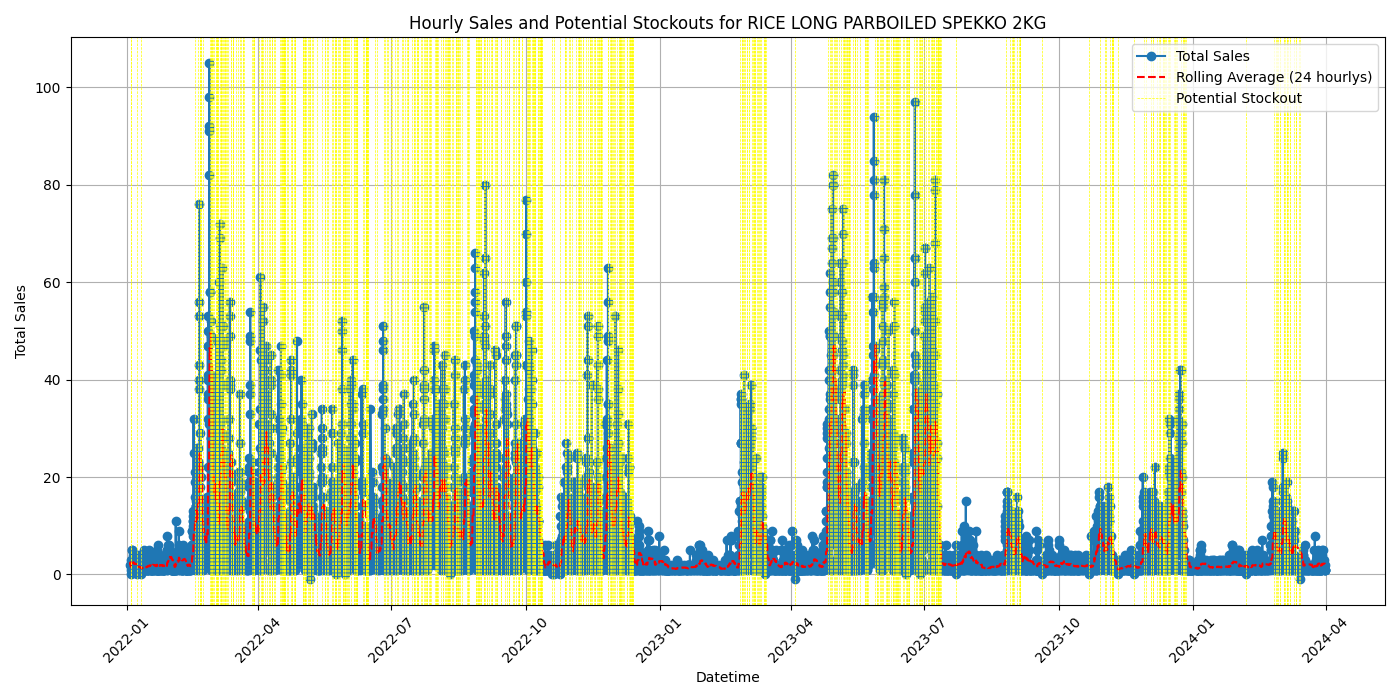 Hourly Sales and Potential Stockouts for RICE LONG PARBOILED SPEKKO 2KG
Total Sales
Rolling Average (24 hourlys)
Potential Stockout
100
80
60
40
20
0
Total Sales
2022-01
2022-04
2022-07
2022-10
2023-01
2023-04
2023-07
2023-10
2024-01
2024-04
Datetime